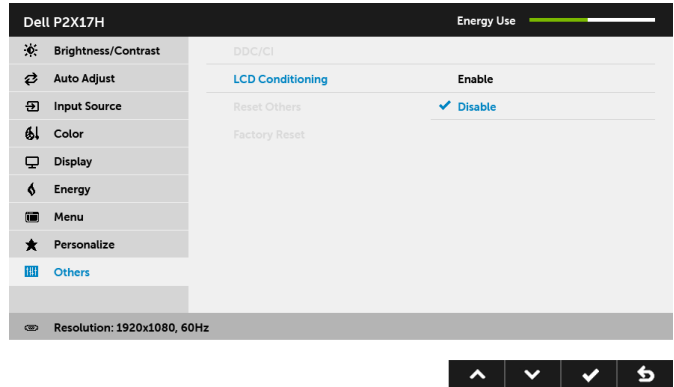 Dell P2X17H
Energy Use
Brightness/Contrast
DDC/CI
Auto Adjust
LCD Conditioning
Enable
Input Source
Reset Others
Disable
Color
Factory Reset
Display
Energy
Menu
Personalize
Others
Resolution: 1920x1080, 60Hz